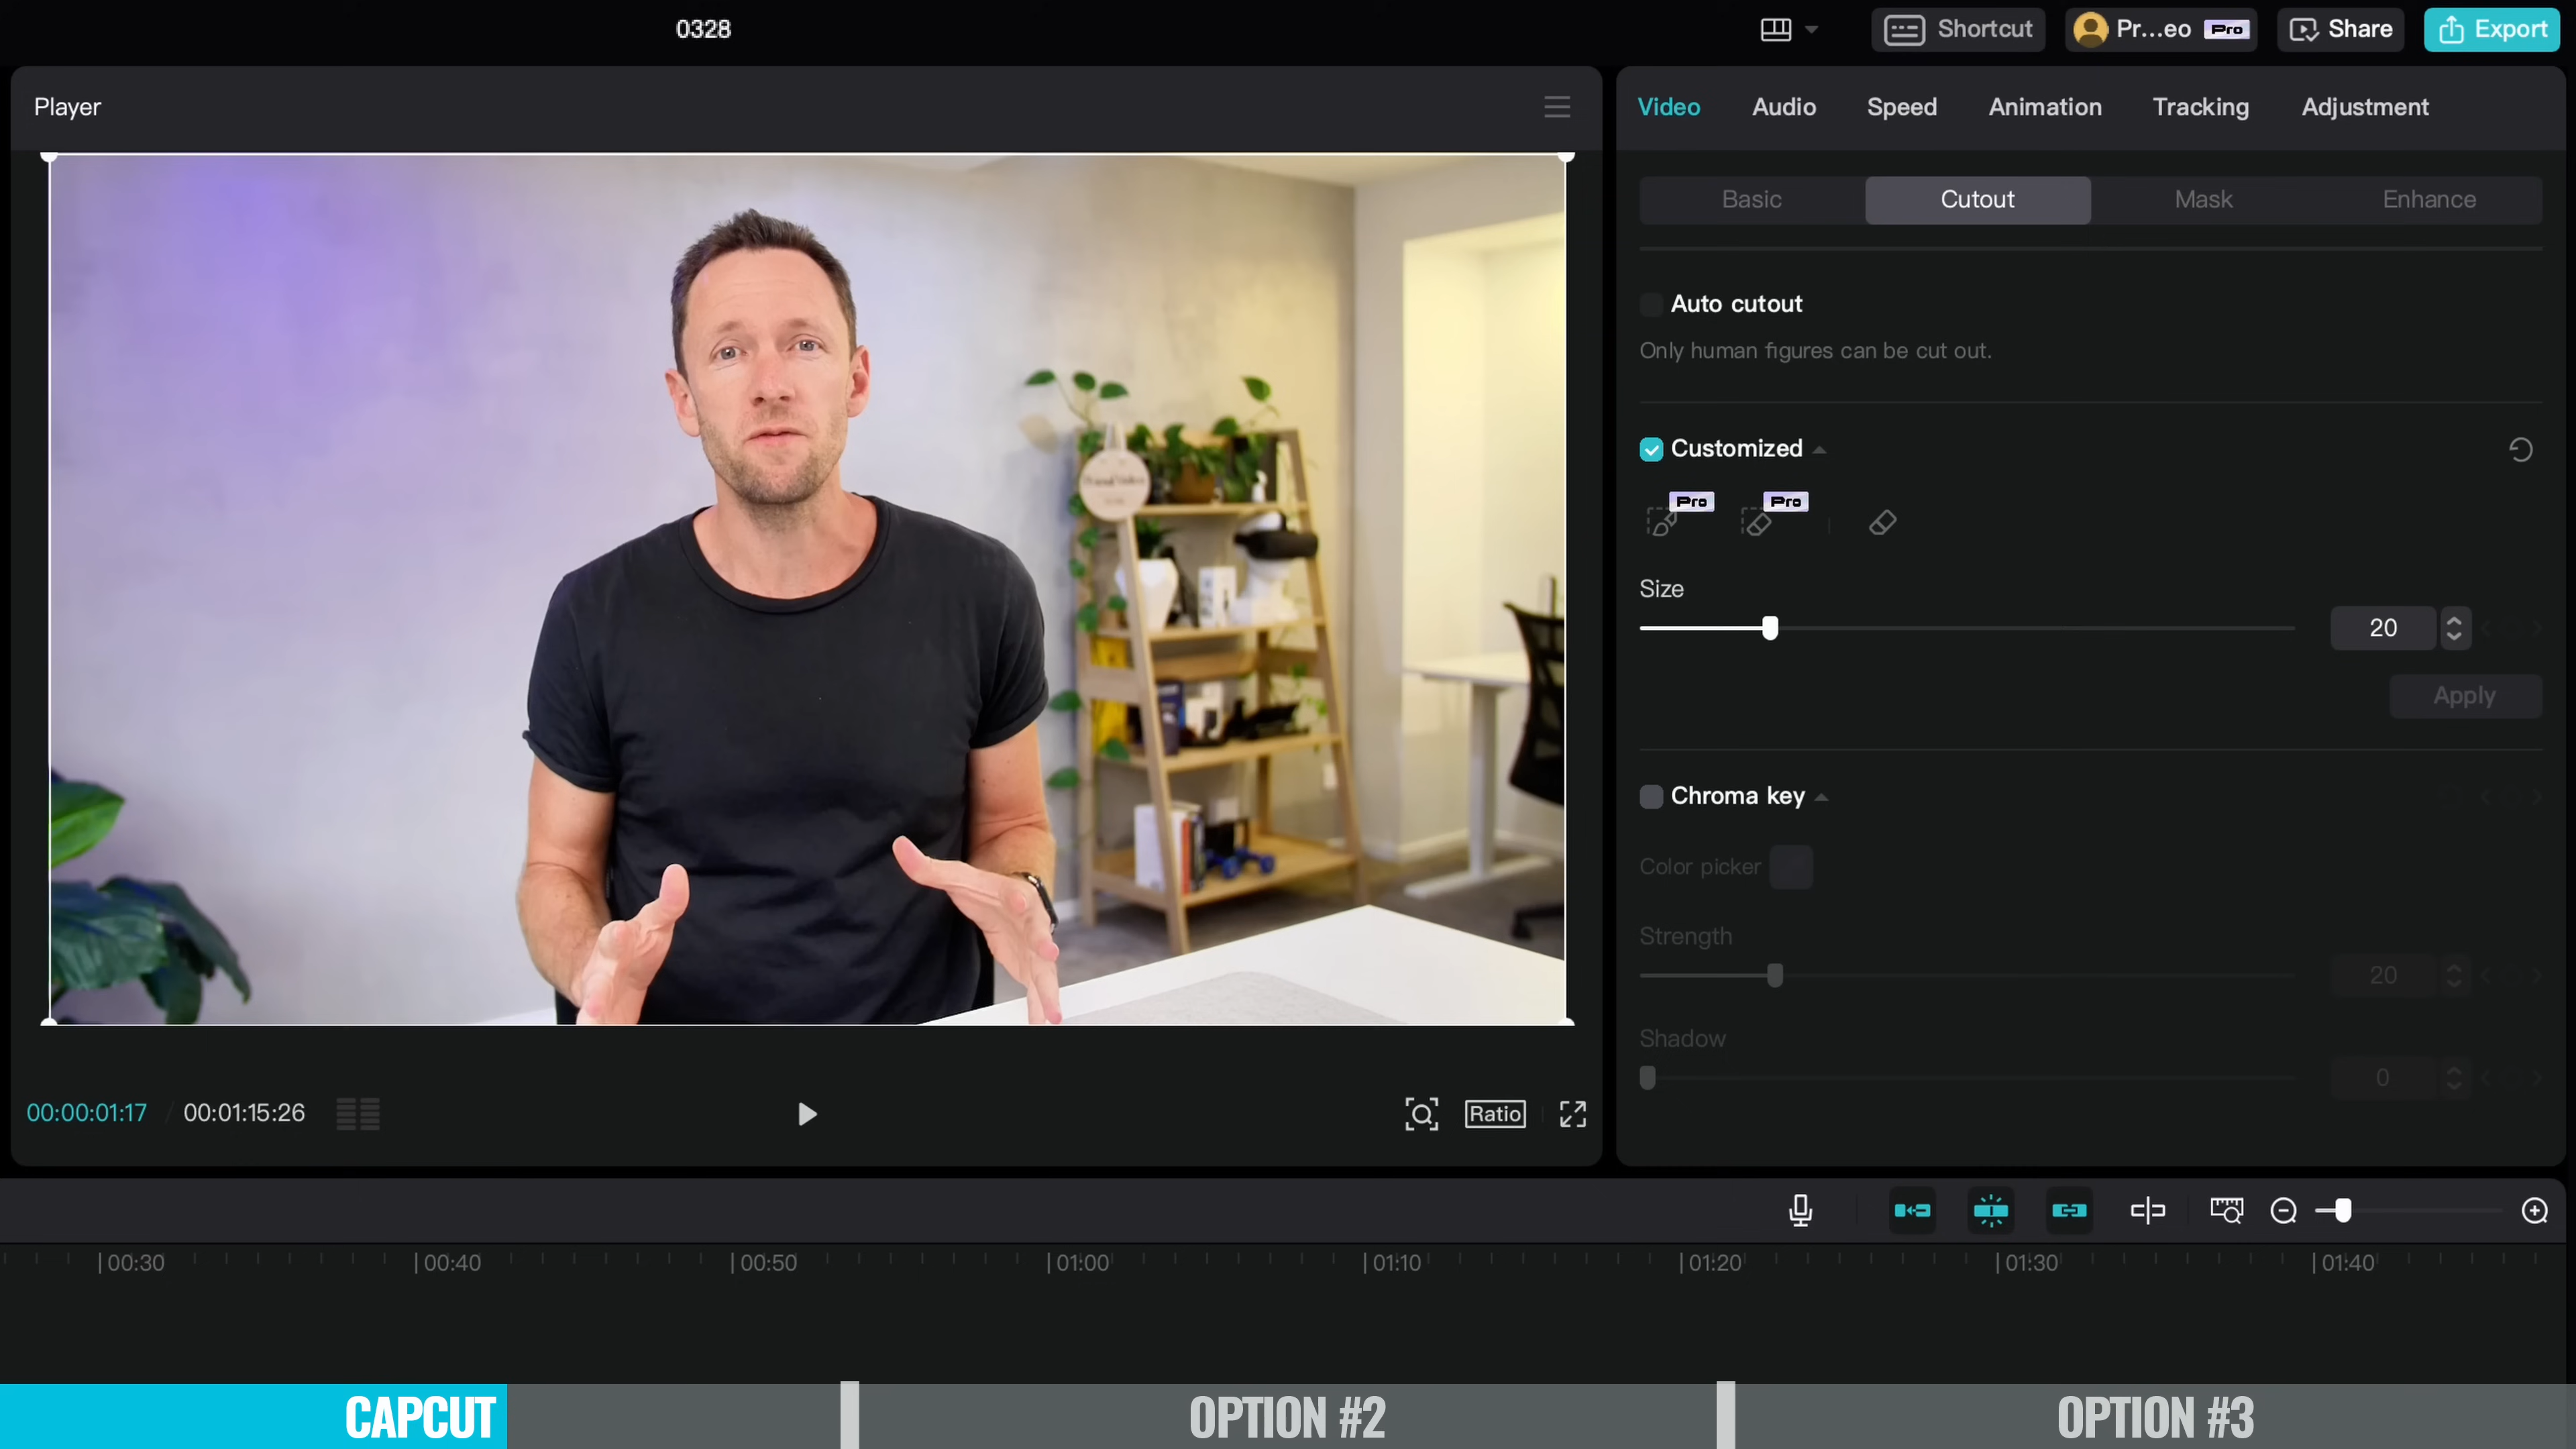 0328
Shortcut
Pr...eo Pro
Share
Export
Player
Video Audio Speed Animation Tracking Adjustment
Basic Cutout Mask Enhance
Auto cutout
Only human figures can be cut out.
Customized
Pro Pro
Size
20
Apply
Chroma key
Color picker
Strength
20
Shadow
0
00:00:01:17 / 00:01:15:26
Ratio
00:30 00:40 00:50 01:00 01:10 01:20 01:30 01:40
CAPCUT OPTION #2 OPTION #3